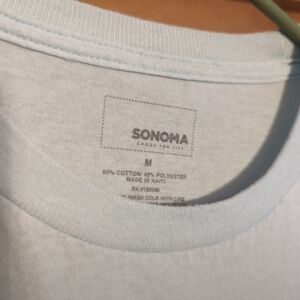 SONOMA
GOODS FOR LIFE
M
60% COTTON/ 40% POLYESTER
MADE IN HAITI
WASH COLD WITH LIKE